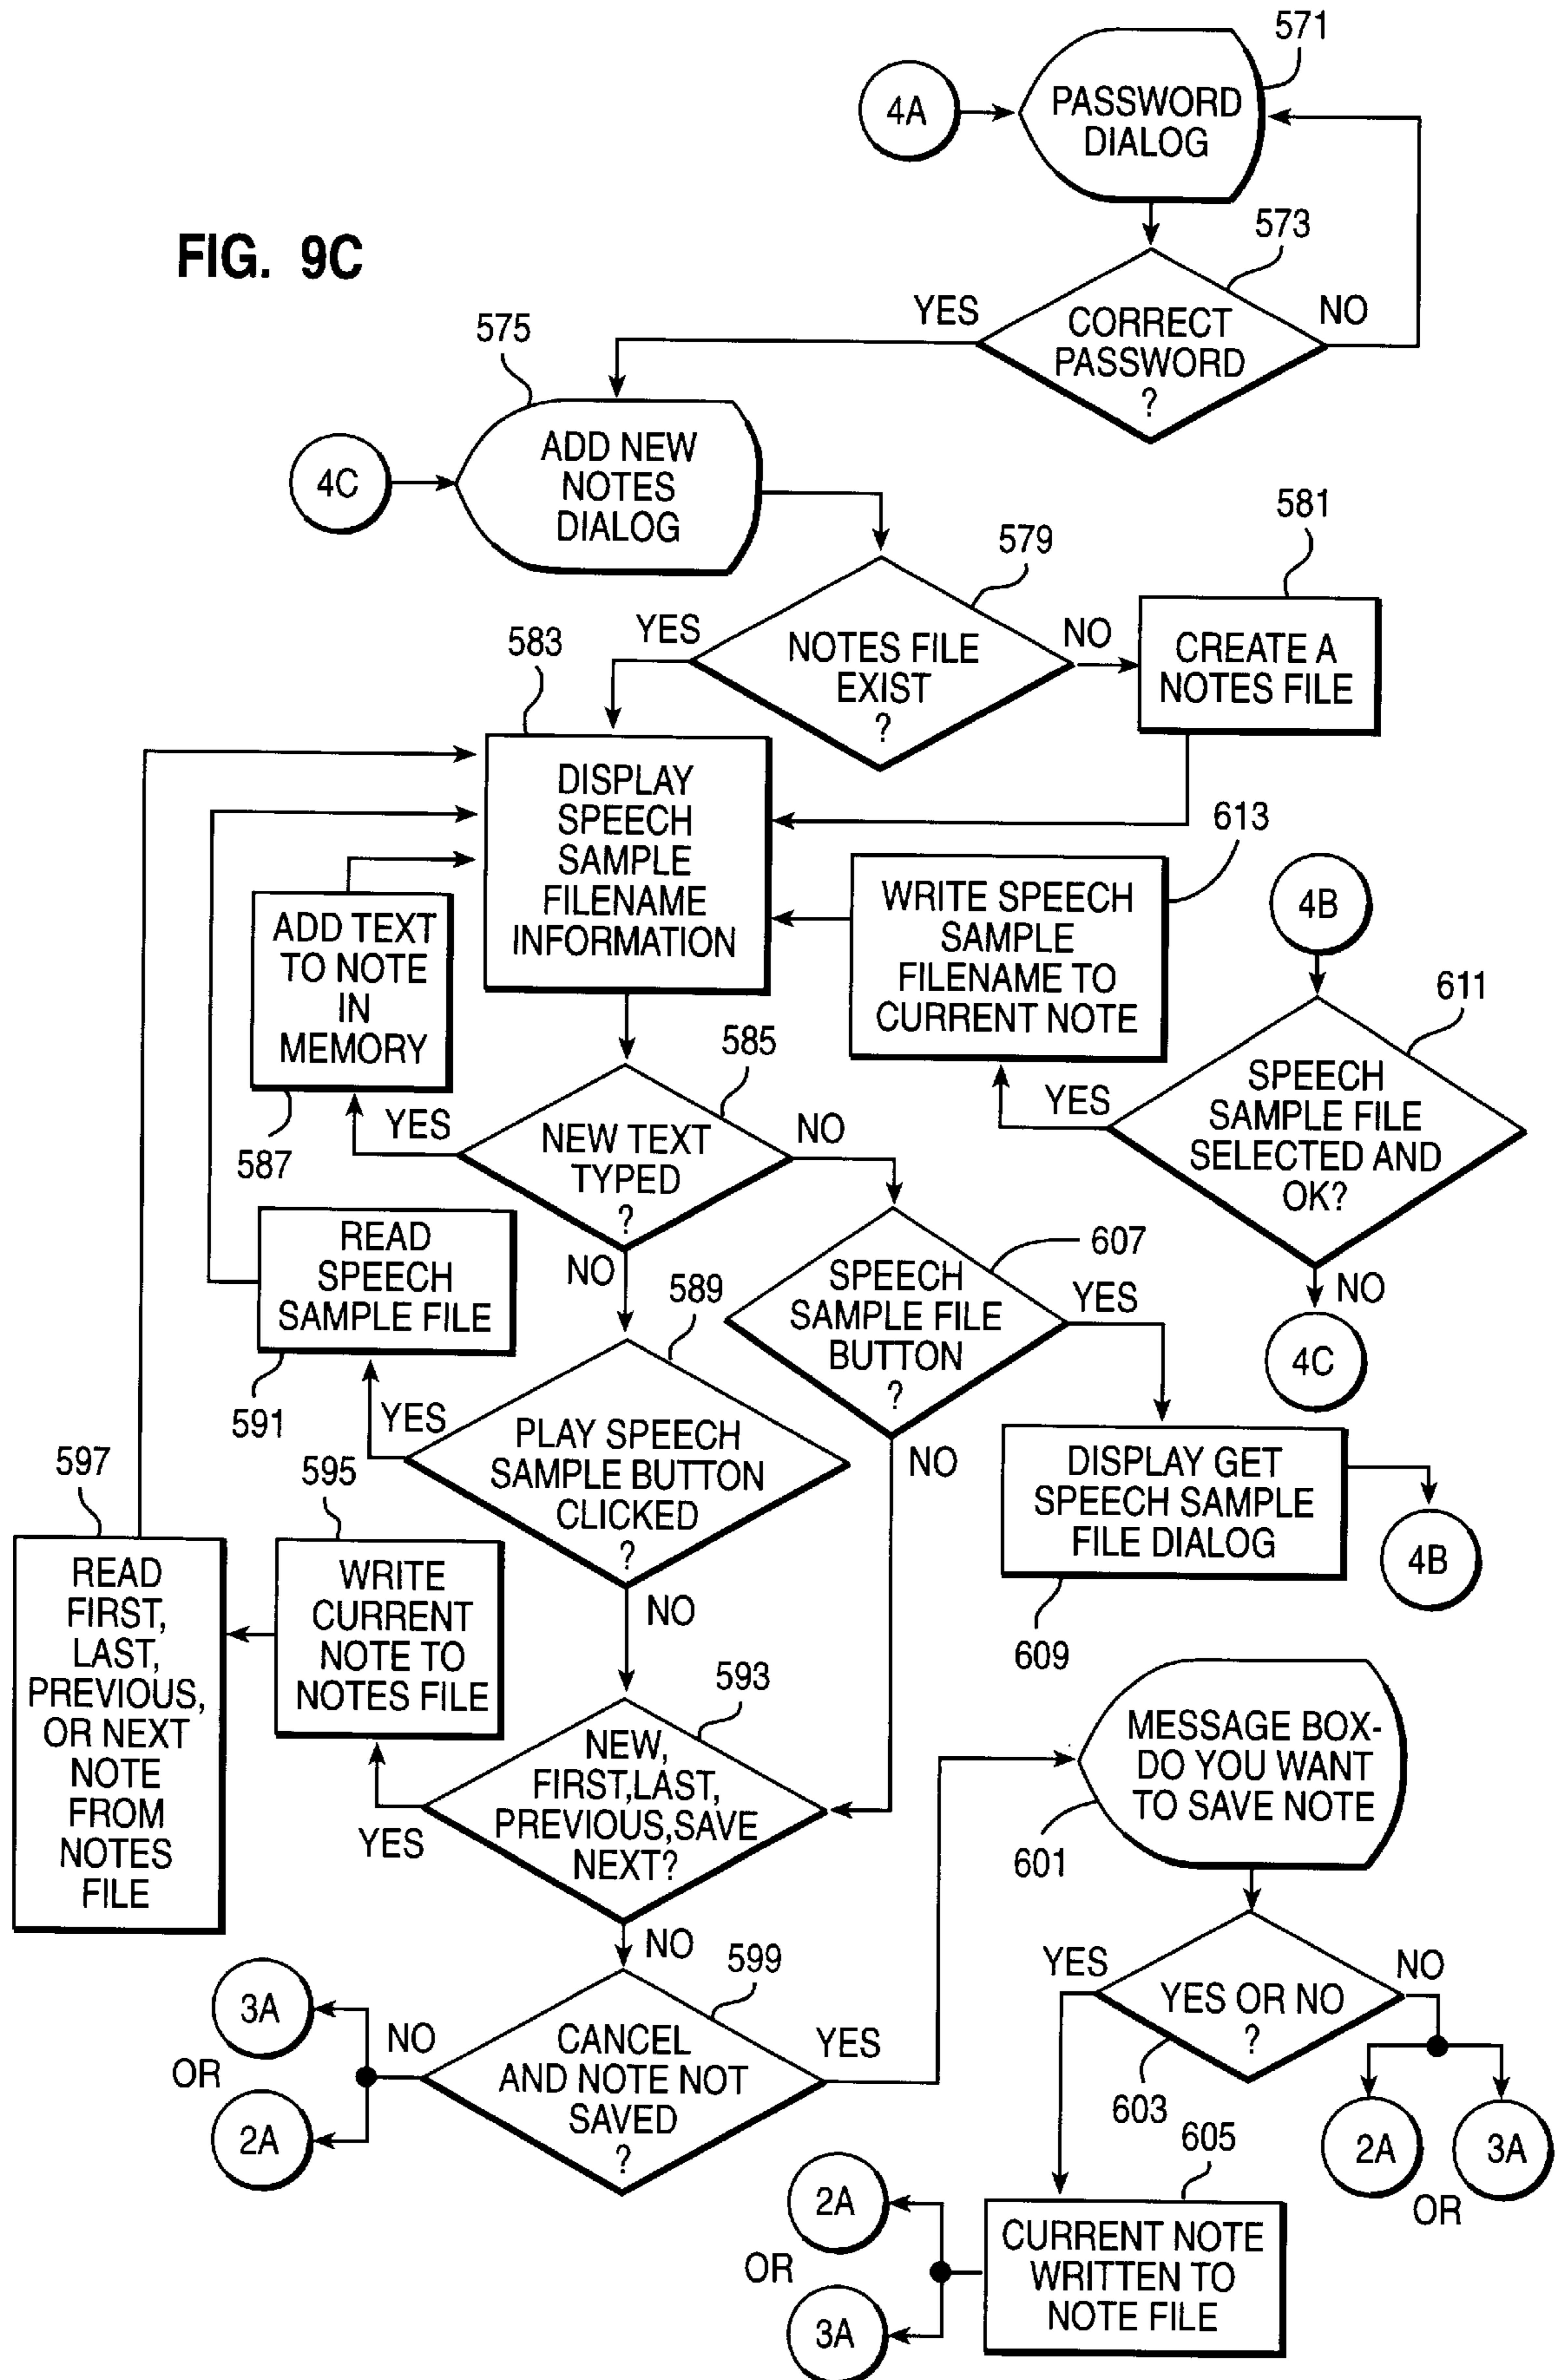 571
4A
PASSWORD
DIALOG
FIG. 9C
573
YES
CORRECT
PASSWORD
?
NO
575
4C
ADD NEW
NOTES
DIALOG
579
581
583
YES
NOTES FILE
EXIST
?
NO
CREATE A
NOTES FILE
DISPLAY
SPEECH
SAMPLE
FILENAME
INFORMATION
613
ADD TEXT
TO NOTE
IN
MEMORY
WRITE SPEECH
SAMPLE
FILENAME TO
CURRENT NOTE
4B
611
585
587
YES
NEW TEXT
TYPED
?
NO
YES
SPEECH
SAMPLE FILE
SELECTED AND
OK?
READ
SPEECH
SAMPLE FILE
NO
607
SPEECH
SAMPLE FILE
BUTTON
?
YES
NO
4C
589
591
YES
PLAY SPEECH
SAMPLE BUTTON
CLICKED
?
NO
DISPLAY GET
SPEECH SAMPLE
FILE DIALOG
4B
597
595
READ
FIRST,
LAST,
PREVIOUS,
OR NEXT
NOTE
FROM
NOTES
FILE
WRITE
CURRENT
NOTE TO
NOTES FILE
NO
609
593
NEW,
FIRST,LAST,
PREVIOUS,SAVE
NEXT?
YES
MESSAGE BOX-
DO YOU WANT
TO SAVE NOTE
601
NO
599
3A
OR
2A
NO
CANCEL
AND NOTE NOT
SAVED
?
YES
YES
YES OR NO
?
NO
603
2A
OR
3A
605
2A
OR
3A
CURRENT NOTE
WRITTEN TO
NOTE FILE